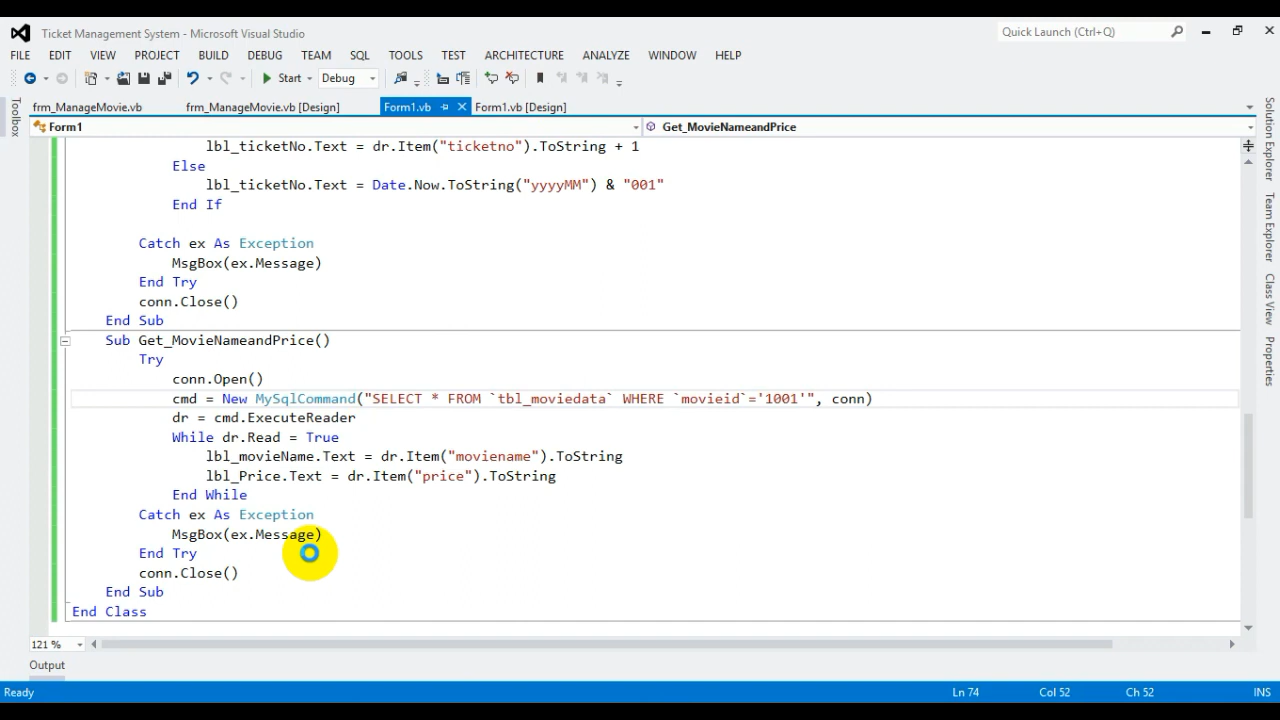 Ticket Management System - Microsoft Visual Studio
Quick Launch (Ctrl+Q)
FILE EDIT VIEW PROJECT BUILD DEBUG TEAM SQL TOOLS TEST ARCHITECTURE ANALYZE WINDOW HELP
Start Debug
frm_ManageMovie.vb frm_ManageMovie.vb [Design] Form1.vb Form1.vb [Design]
Form1 Get_MovieNameandPrice
lbl_ticketNo.Text = dr.Item("ticketno").ToString + 1
Else
lbl_ticketNo.Text = Date.Now.ToString("yyyyMM") & "001"
End If
Catch ex As Exception
MsgBox(ex.Message)
End Try
conn.Close()
End Sub
Sub Get_MovieNameandPrice()
Try
conn.Open()
cmd = New MySqlCommand("SELECT * FROM `tbl_moviedata` WHERE `movieid`='1001'", conn)
dr = cmd.ExecuteReader
While dr.Read = True
lbl_movieName.Text = dr.Item("moviename").ToString
lbl_Price.Text = dr.Item("price").ToString
End While
Catch ex As Exception
MsgBox(ex.Message)
End Try
conn.Close()
End Sub
End Class
121 %
Output
Ready Ln 74 Col 52 Ch 52 INS
Toolbox
Solution Explorer
Team Explorer
Class View
Properties